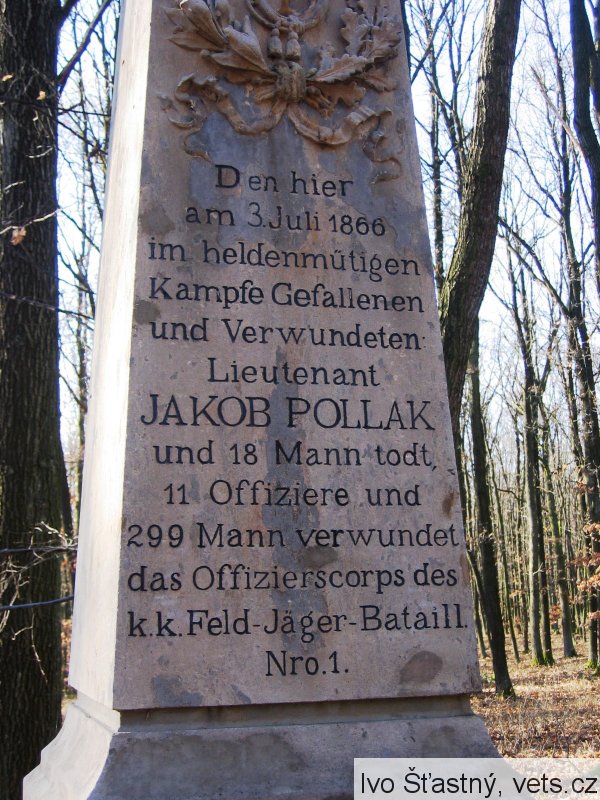 Den hier
am 3. Juli 1866
im heldenműtigen
Kampfe Gefallenen
und Verwundeten:
Lieutenant
JAKOB POLLAK
und 18 Mann todt,
11 Offiziere und
299 Mann verwundet
das Offizierscorps des
k.k. Feld-Jäger-Bataill.
Nro. 1.
Ivo Šťastný, vets.cz